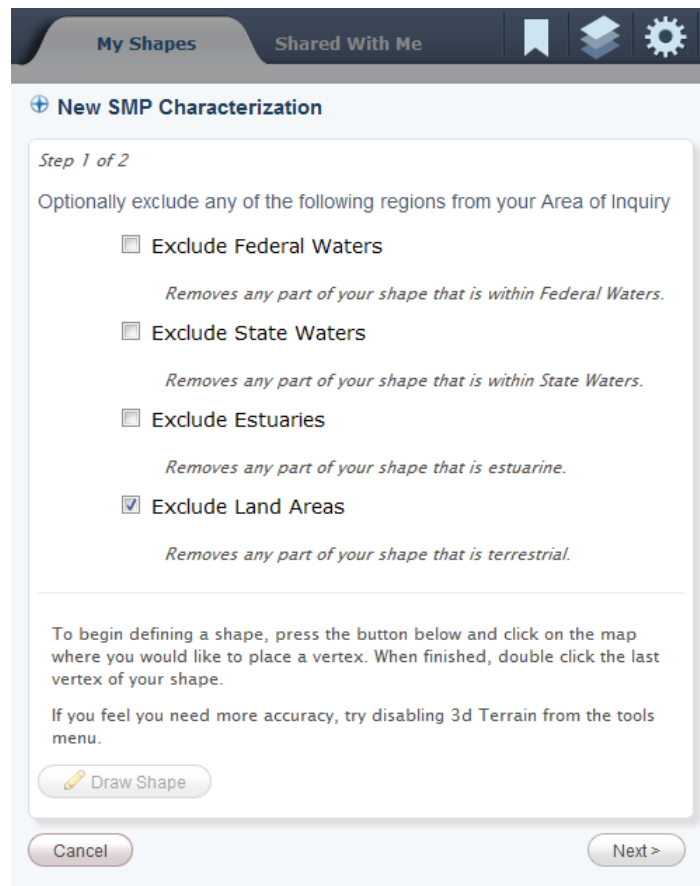 My Shapes Shared With Me
New SMP Characterization
Step 1 of 2
Optionally exclude any of the following regions from your Area of Inquiry
Exclude Federal Waters
Removes any part of your shape that is within Federal Waters.
Exclude State Waters
Removes any part of your shape that is within State Waters.
Exclude Estuaries
Removes any part of your shape that is estuarine.
Exclude Land Areas
Removes any part of your shape that is terrestrial.
To begin defining a shape, press the button below and click on the map
where you would like to place a vertex. When finished, double click the last
vertex of your shape.
If you feel you need more accuracy, try disabling 3d Terrain from the tools
menu.
Draw Shape
Cancel Next >